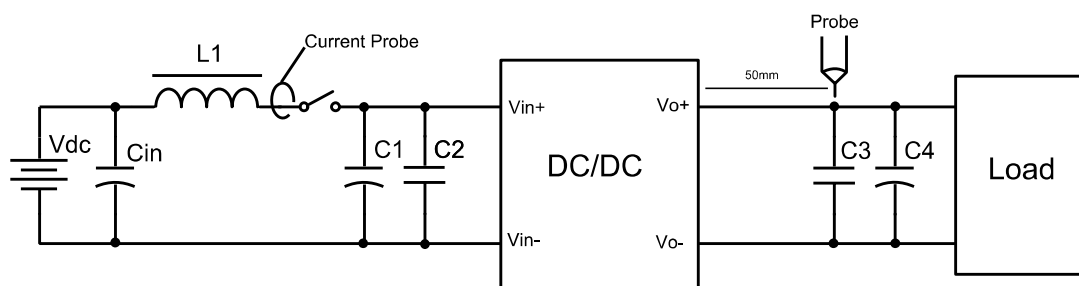 Probe
Current Probe
L1
50mm
Vin+
Vo+
Vdc
Cin
C1
C2
DC/DC
C3
C4
Load
Vin-
Vo-